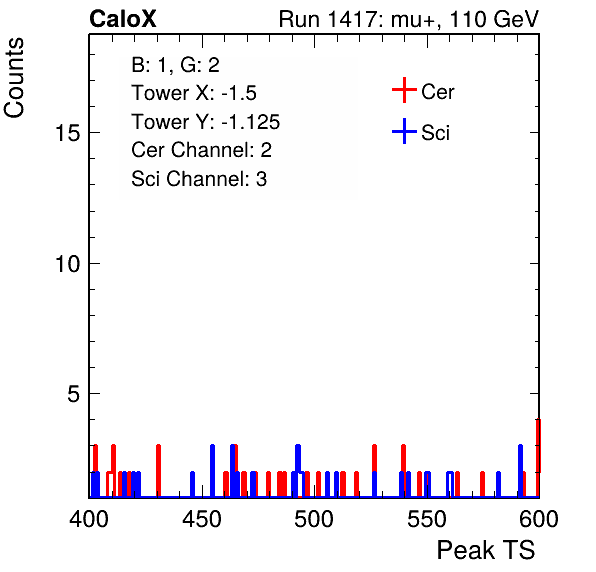 CaloX Run 1417: mu+, 110 GeV
Counts
B: 1, G: 2
Tower X: -1.5
Tower Y: -1.125
Cer Channel: 2
Sci Channel: 3
Cer
Sci
15
10
5
400 450 500 550 600
Peak TS